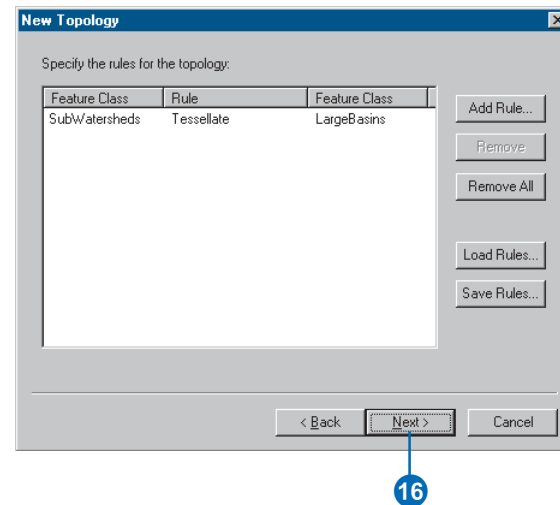 New Topology
Specify the rules for the topology:
Feature Class Rule Feature Class
SubWatersheds Tessellate LargeBasins
Add Rule...
Remove
Remove All
Load Rules...
Save Rules...
< Back Next > Cancel
16